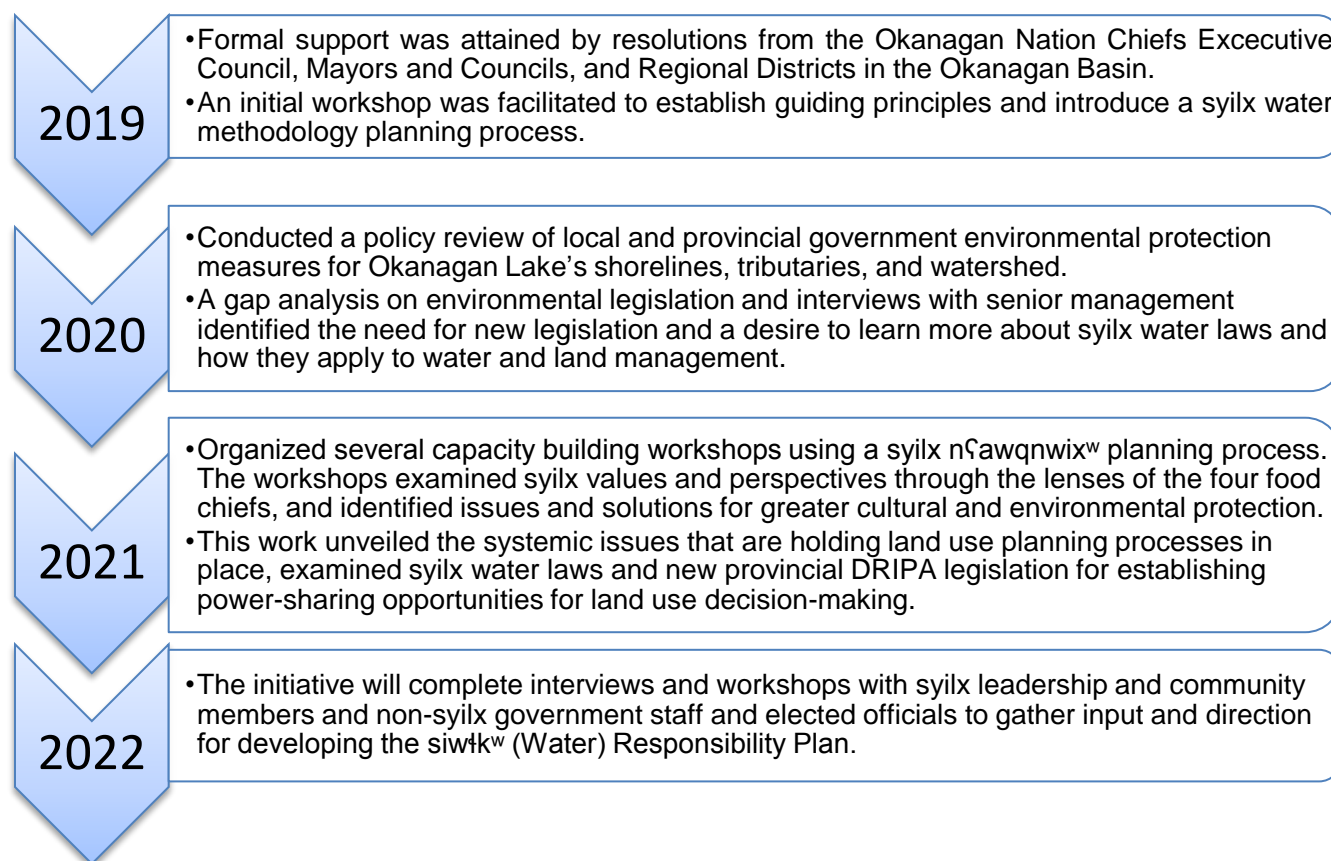 2019
•Formal support was attained by resolutions from the Okanagan Nation Chiefs Excecutive
Council, Mayors and Councils, and Regional Districts in the Okanagan Basin.
•An initial workshop was facilitated to establish guiding principles and introduce a syilx water
methodology planning process.
2020
•Conducted a policy review of local and provincial government environmental protection
measures for Okanagan Lake’s shorelines, tributaries, and watershed.
•A gap analysis on environmental legislation and interviews with senior management
identified the need for new legislation and a desire to learn more about syilx water laws and
how they apply to water and land management.
2021
•Organized several capacity building workshops using a syilx nʕawqnwixʷ planning process.
The workshops examined syilx values and perspectives through the lenses of the four food
chiefs, and identified issues and solutions for greater cultural and environmental protection.
•This work unveiled the systemic issues that are holding land use planning processes in
place, examined syilx water laws and new provincial DRIPA legislation for establishing
power-sharing opportunities for land use decision-making.
2022
•The initiative will complete interviews and workshops with syilx leadership and community
members and non-syilx government staff and elected officials to gather input and direction
for developing the siwɬkʷ (Water) Responsibility Plan.